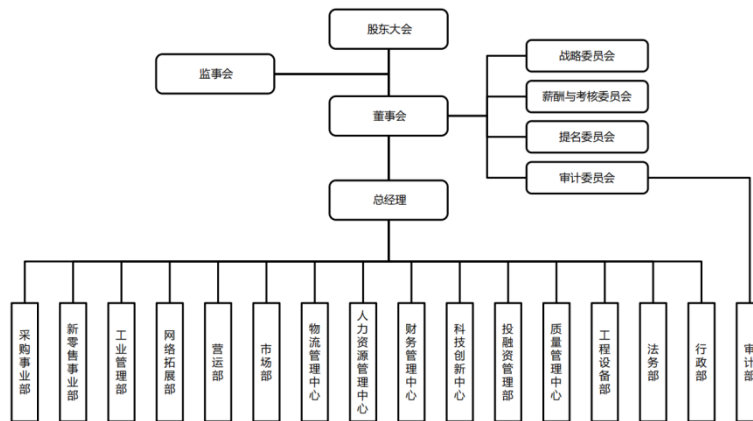 股东大会
监事会
董事会
战略委员会
薪酬与考核委员会
提名委员会
审计委员会
总经理
采购事业部
新零售事业部
工业管理部
网络拓展部
营运部
市场部
物流管理中心
人力资源管理中心
财务管理中心
科技创新中心
投融资管理部
质量管理中心
工程设备部
法务部
行政部
审计部